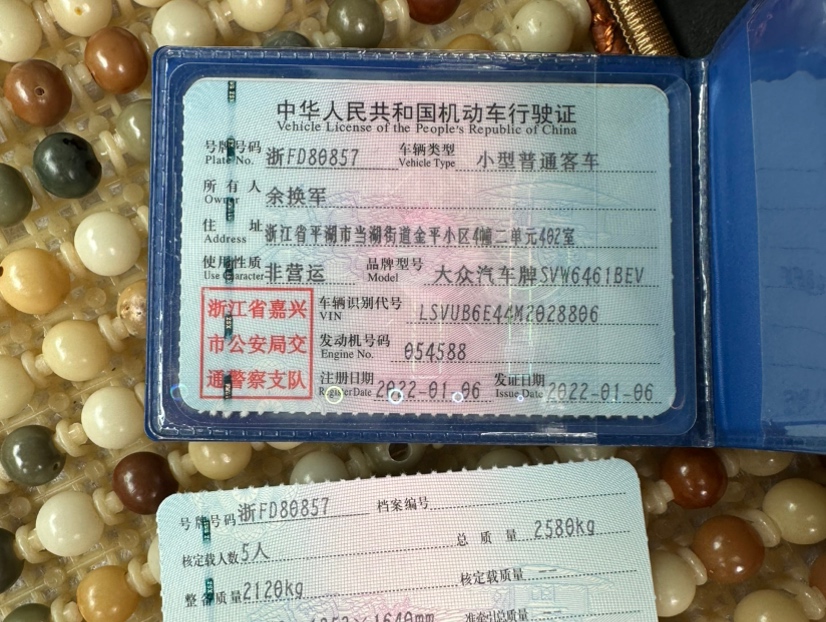 中华人民共和国机动车行驶证
Vehicle License of the People's Republic of China
号牌号码 浙FD80857 车辆类型 小型普通客车
Plate No. Vehicle Type
所有人 余换军
Owner
住址 浙江省平湖市当湖街道金平小区4幢二单元402室
Address
使用性质 非营运 品牌型号 大众汽车牌SVW6461BEV
Use Character Model
浙江省嘉兴
市公安局交
通警察支队
车辆识别代号 LSVUB6E44M2028806
VIN
发动机号码 054588
Engine No.
注册日期 2022-01-06 发证日期 2022-01-06
Register Date Issue Date
号牌号码 浙FD80857 档案编号
核定载人数 5人 总质量 2580kg
整备质量 2120kg 核定载质量
×1640mm 准牵引总质量